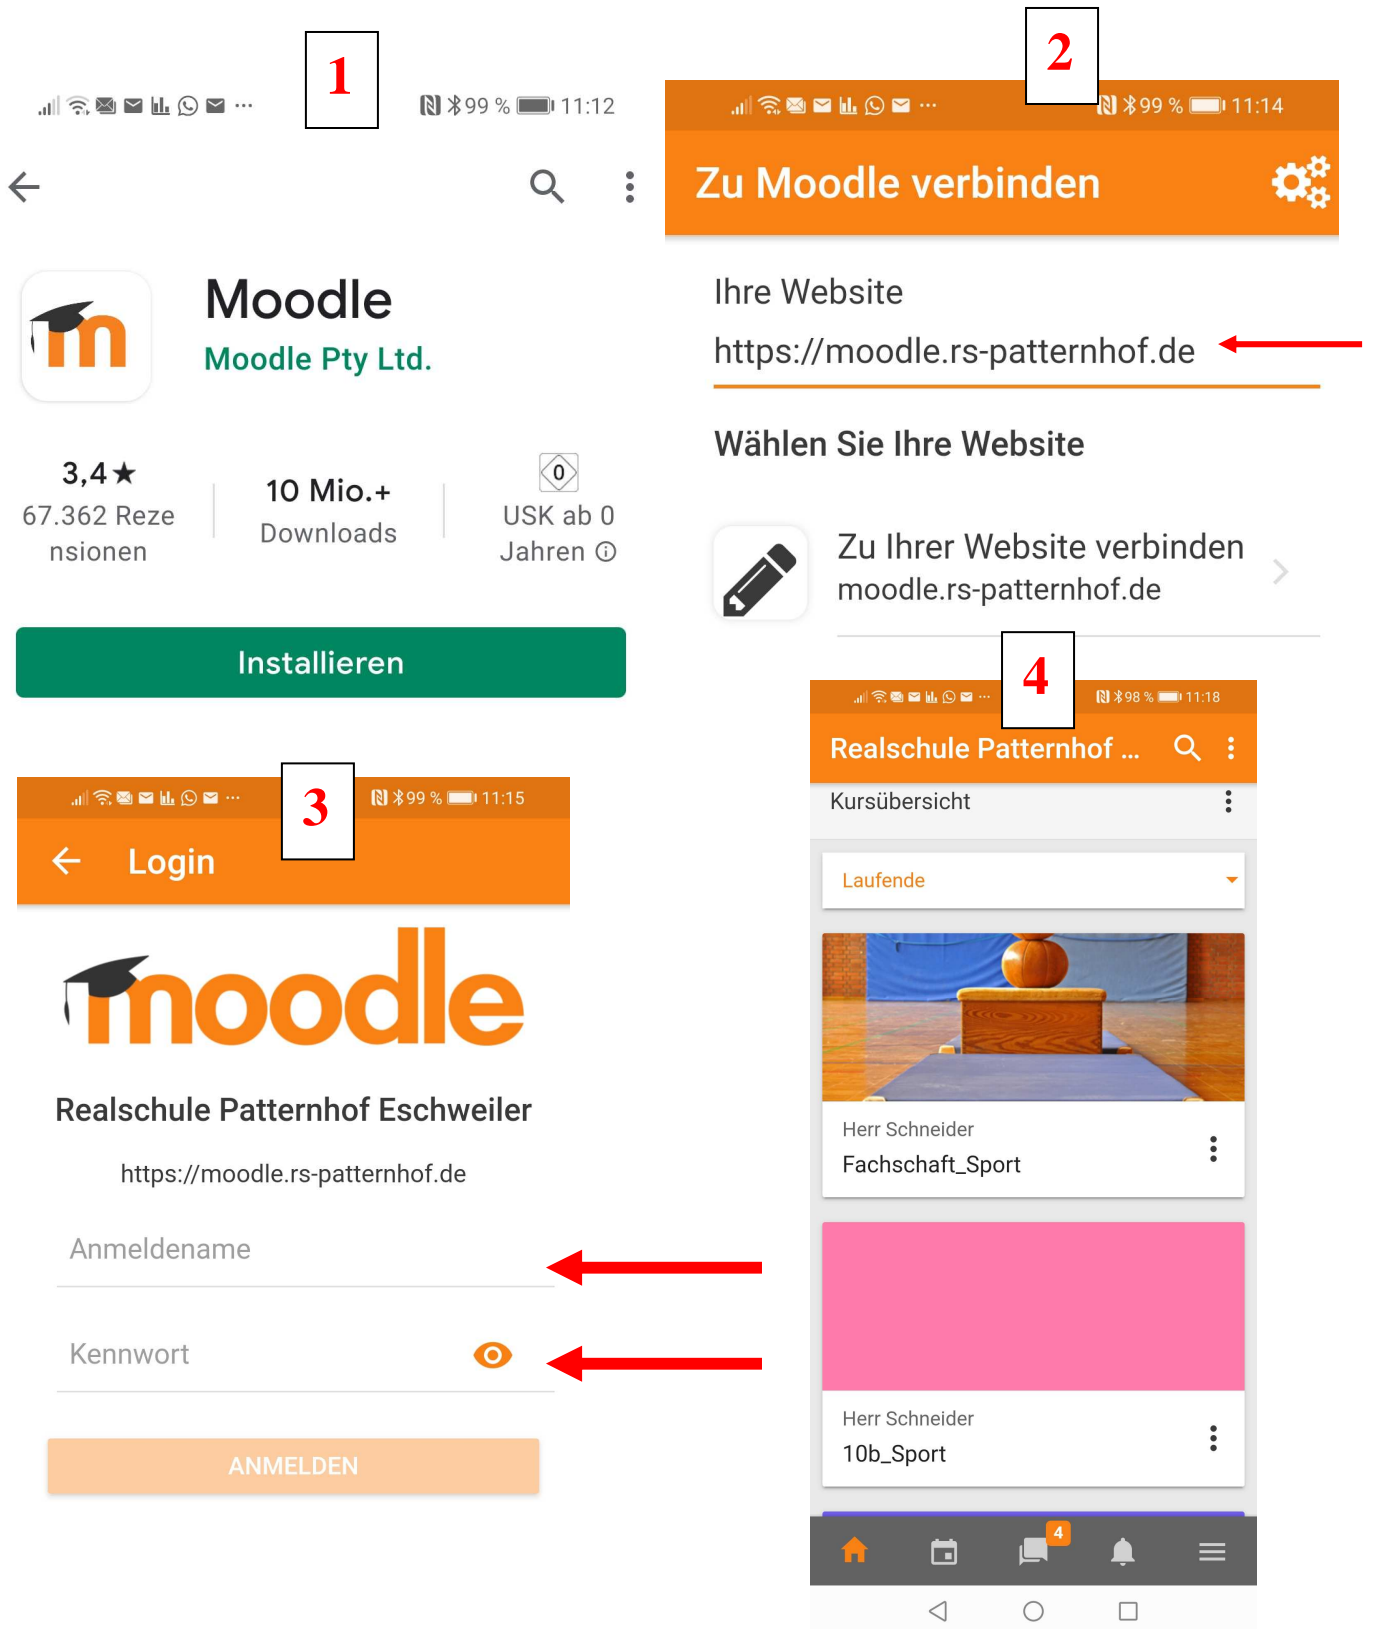 1
99 % 11:12
Moodle
Moodle Pty Ltd.
3,4★
67.362 Reze
nsionen
10 Mio.+
Downloads
0
USK ab 0
Jahren
Installieren
2
99 % 11:14
Zu Moodle verbinden
Ihre Website
https://moodle.rs-patternhof.de
Wählen Sie Ihre Website
Zu Ihrer Website verbinden
moodle.rs-patternhof.de
3
99 % 11:15
Login
moodle
Realschule Patternhof Eschweiler
https://moodle.rs-patternhof.de
Anmeldename
Kennwort
ANMELDEN
4
98 % 11:18
Realschule Patternhof ...
Kursübersicht
Laufende
Herr Schneider
Fachschaft_Sport
Herr Schneider
10b_Sport
4